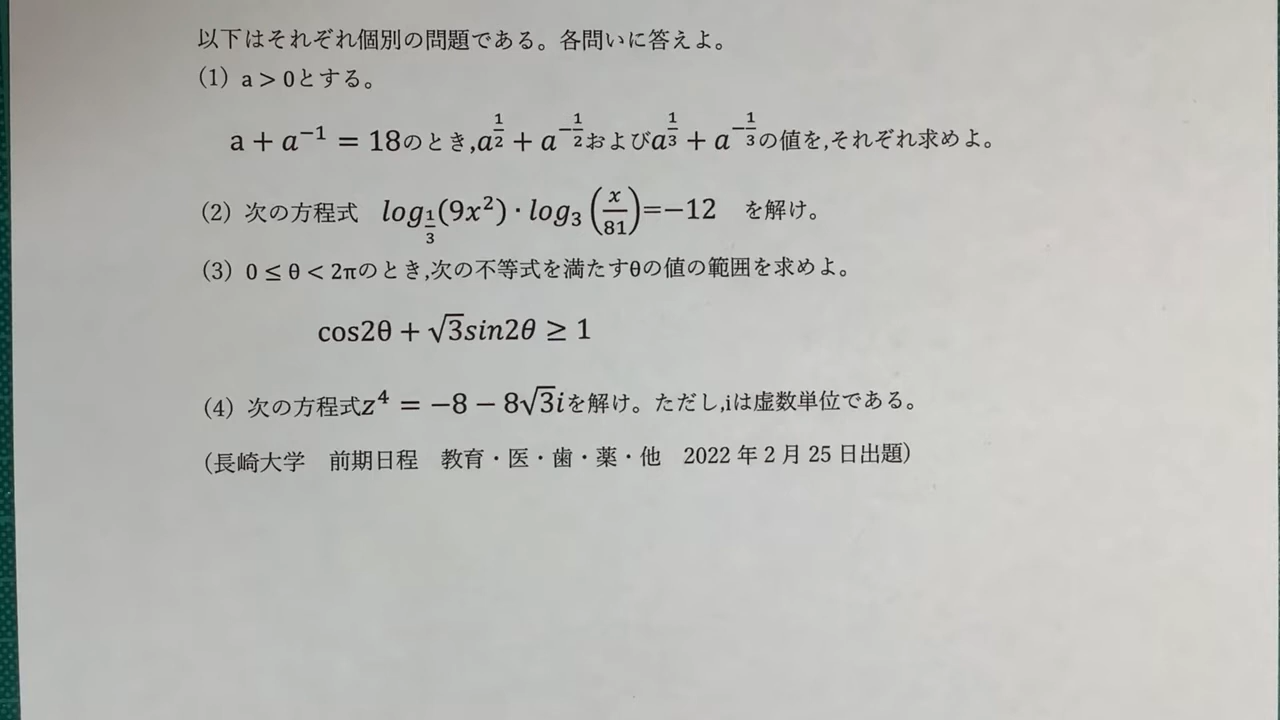 以下はそれぞれ個別の問題である。各問いに答えよ。
(1) a > 0とする。
a + a^{-1} = 18のとき,a^{\frac{1}{2}} + a^{-\frac{1}{2}}およびa^{\frac{1}{3}} + a^{-\frac{1}{3}}の値を,それぞれ求めよ。
(2) 次の方程式 log_{\frac{1}{3}}(9x^2)・log_3(\frac{x}{81})=-12 を解け。
(3) 0 ≤ θ < 2πのとき,次の不等式を満たすθの値の範囲を求めよ。
cos2θ + √3sin2θ ≥ 1
(4) 次の方程式z^4 = -8 - 8√3iを解け。ただし,iは虚数単位である。
(長崎大学 前期日程 教育・医・歯・薬・他 2022年2月25日出題)